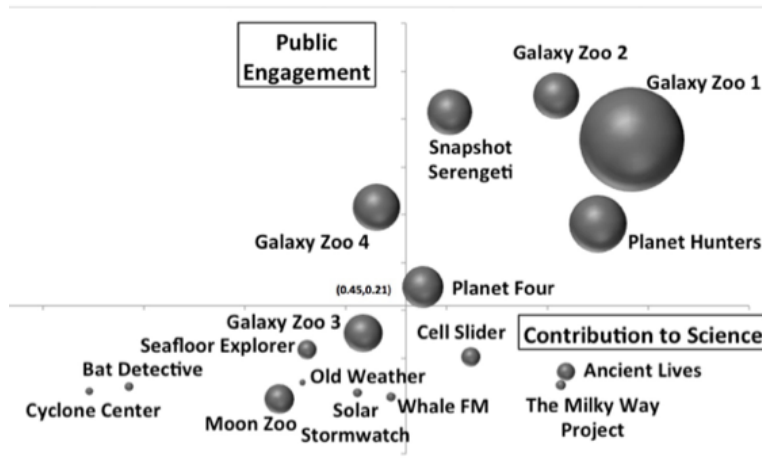 Public
Engagement
Galaxy Zoo 2
Galaxy Zoo 1
Snapshot
Serengeti
Galaxy Zoo 4
Planet Hunters
(0.45,0.21)
Planet Four
Galaxy Zoo 3
Cell Slider
Contribution to Science
Seafloor Explorer
Bat Detective
Old Weather
Ancient Lives
Cyclone Center
Moon Zoo
Solar
Stormwatch
Whale FM
The Milky Way
Project